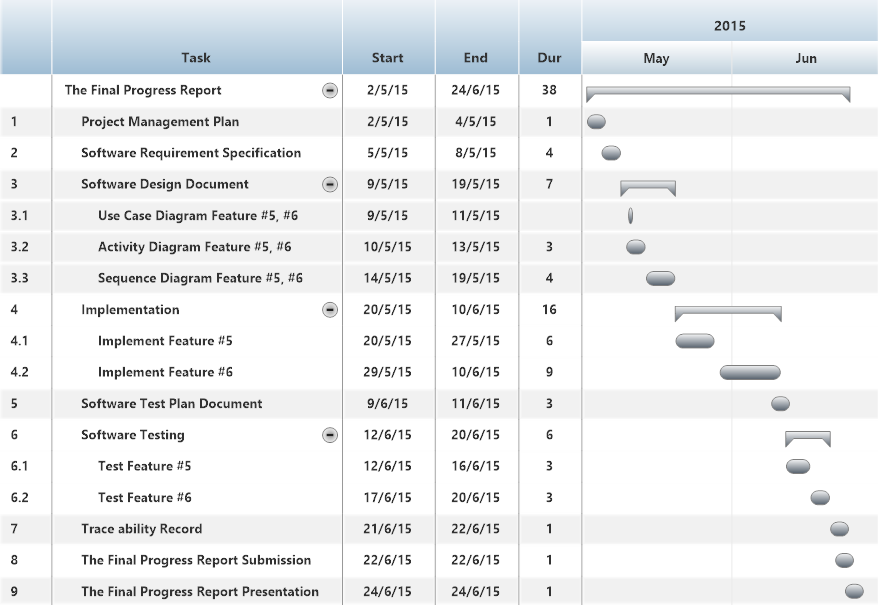 2015
Task Start End Dur May Jun
The Final Progress Report 2/5/15 24/6/15 38
1 Project Management Plan 2/5/15 4/5/15 1
2 Software Requirement Specification 5/5/15 8/5/15 4
3 Software Design Document 9/5/15 19/5/15 7
3.1 Use Case Diagram Feature #5, #6 9/5/15 11/5/15
3.2 Activity Diagram Feature #5, #6 10/5/15 13/5/15 3
3.3 Sequence Diagram Feature #5, #6 14/5/15 19/5/15 4
4 Implementation 20/5/15 10/6/15 16
4.1 Implement Feature #5 20/5/15 27/5/15 6
4.2 Implement Feature #6 29/5/15 10/6/15 9
5 Software Test Plan Document 9/6/15 11/6/15 3
6 Software Testing 12/6/15 20/6/15 6
6.1 Test Feature #5 12/6/15 16/6/15 3
6.2 Test Feature #6 17/6/15 20/6/15 3
7 Trace ability Record 21/6/15 22/6/15 1
8 The Final Progress Report Submission 22/6/15 22/6/15 1
9 The Final Progress Report Presentation 24/6/15 24/6/15 1